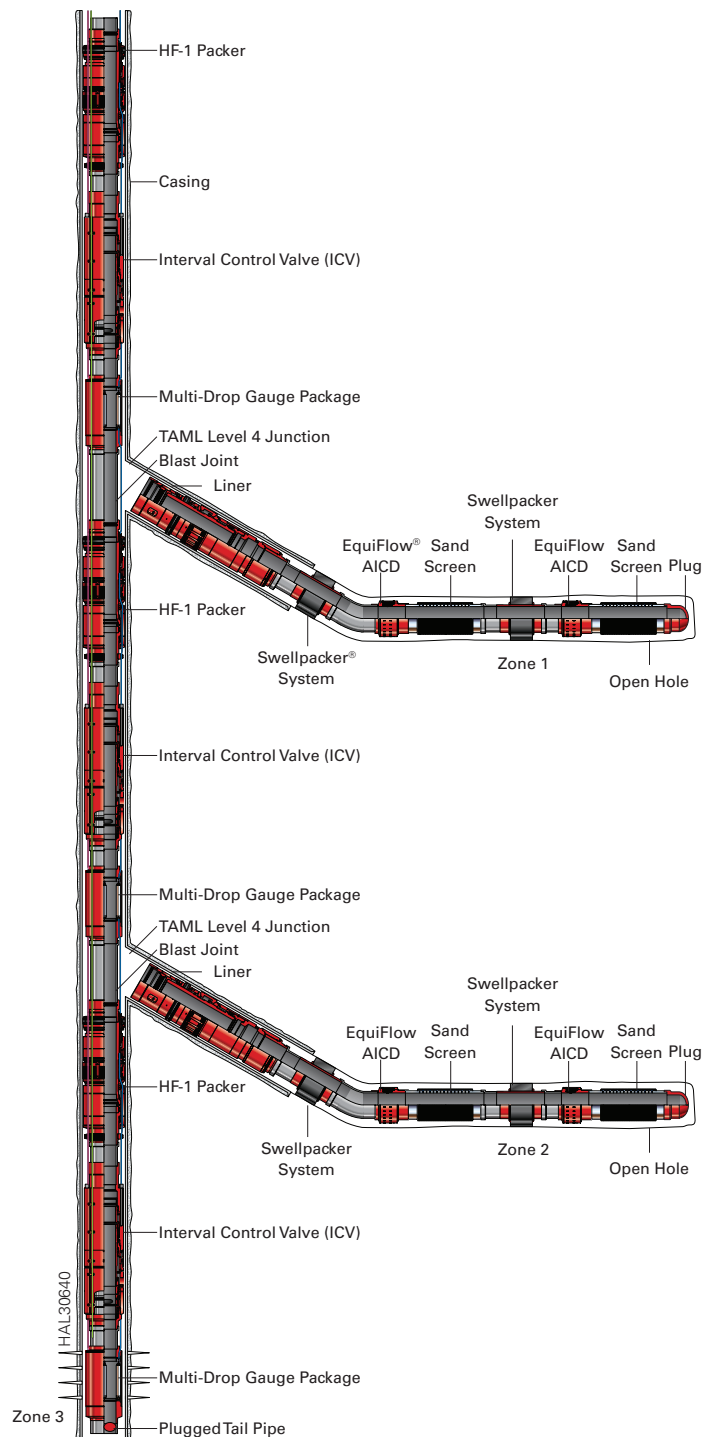 HF-1 Packer
Casing
Interval Control Valve (ICV)
Multi-Drop Gauge Package
TAML Level 4 Junction
Blast Joint
Liner
Swellpacker
System
EquiFlow®
AICD
Sand
Screen
EquiFlow
AICD
Sand
Screen
Plug
HF-1 Packer
Swellpacker®
System
Zone 1
Open Hole
Interval Control Valve (ICV)
Multi-Drop Gauge Package
TAML Level 4 Junction
Blast Joint
Liner
Swellpacker
System
EquiFlow
AICD
Sand
Screen
EquiFlow
AICD
Sand
Screen
Plug
HF-1 Packer
Swellpacker
System
Zone 2
Open Hole
Interval Control Valve (ICV)
HAL30640
Multi-Drop Gauge Package
Zone 3
Plugged Tail Pipe